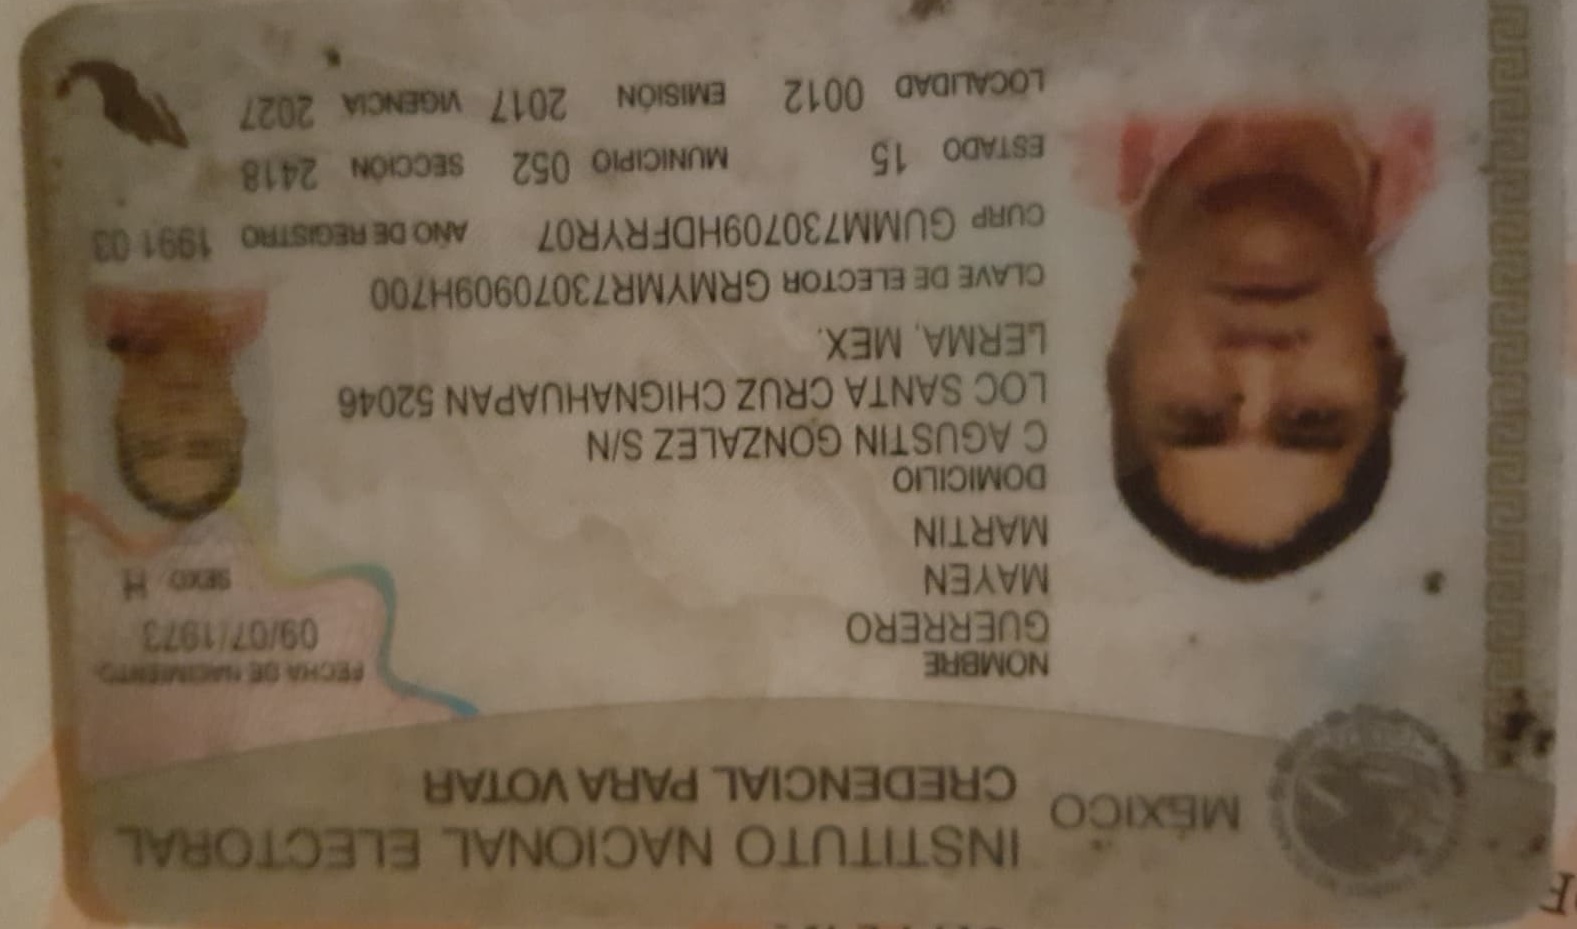 MÉXICO
INSTITUTO NACIONAL ELECTORAL
CREDENCIAL PARA VOTAR
NOMBRE
GUERRERO
MAYEN
MARTIN
FECHA DE NACIMIENTO
09/07/1973
SEXO H
DOMICILIO
C AGUSTIN GONZALEZ S/N
LOC SANTA CRUZ CHIGNAHUAPAN 52046
LERMA, MEX.
CLAVE DE ELECTOR GRMYMR73070909H700
CURP GUMM730709HDFRYR07 AÑO DE REGISTRO 1991 03
ESTADO 15 MUNICIPIO 052 SECCIÓN 2418
LOCALIDAD 0012 EMISIÓN 2017 VIGENCIA 2027